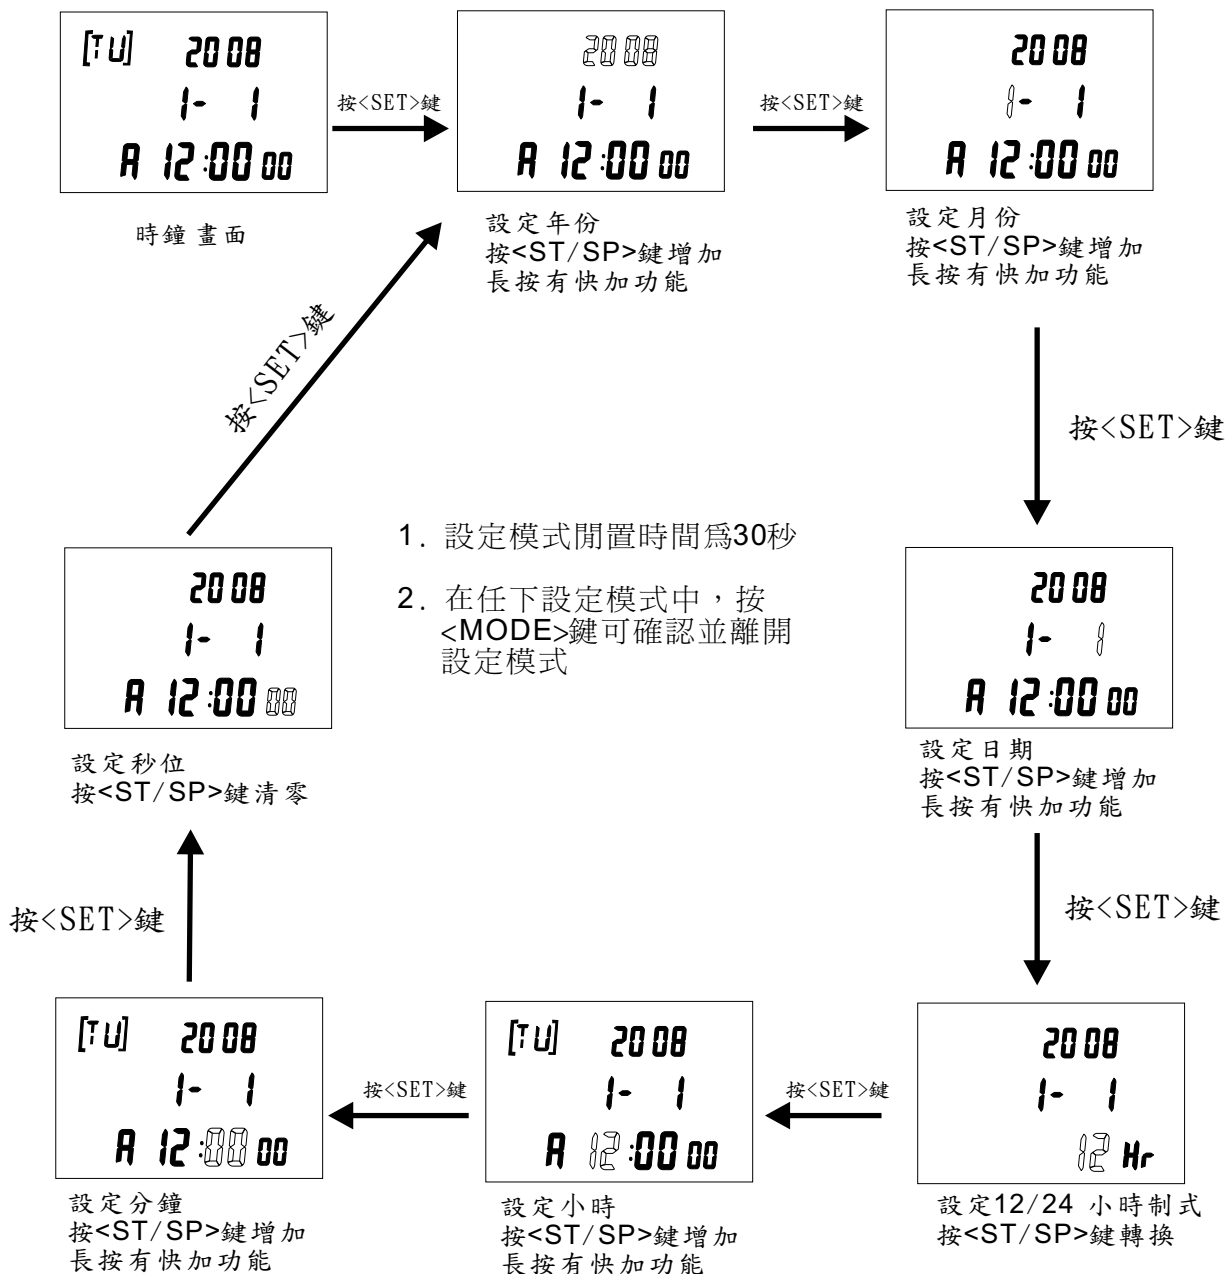 [TU] 2008
1- 1
A 12:00 00
時鐘畫面
按<SET>鍵
2008
1- 1
A 12:00 00
設定年份
按<ST/SP>鍵增加
長按有快加功能
按<SET>鍵
2008
1- 1
A 12:00 00
設定月份
按<ST/SP>鍵增加
長按有快加功能
按<SET>鍵
按<SET>鍵
1. 設定模式閒置時間爲30秒
2. 在任下設定模式中，按
<MODE>鍵可確認並離開
設定模式
2008
1- 1
A 12:00 00
設定日期
按<ST/SP>鍵增加
長按有快加功能
按<SET>鍵
2008
1- 1
12 Hr
設定12/24 小時制式
按<ST/SP>鍵轉換
按<SET>鍵
[TU] 2008
1- 1
A 12:00 00
設定小時
按<ST/SP>鍵增加
長按有快加功能
按<SET>鍵
[TU] 2008
1- 1
A 12:00 00
設定分鐘
按<ST/SP>鍵增加
長按有快加功能
按<SET>鍵
2008
1- 1
A 12:00 00
設定秒位
按<ST/SP>鍵清零